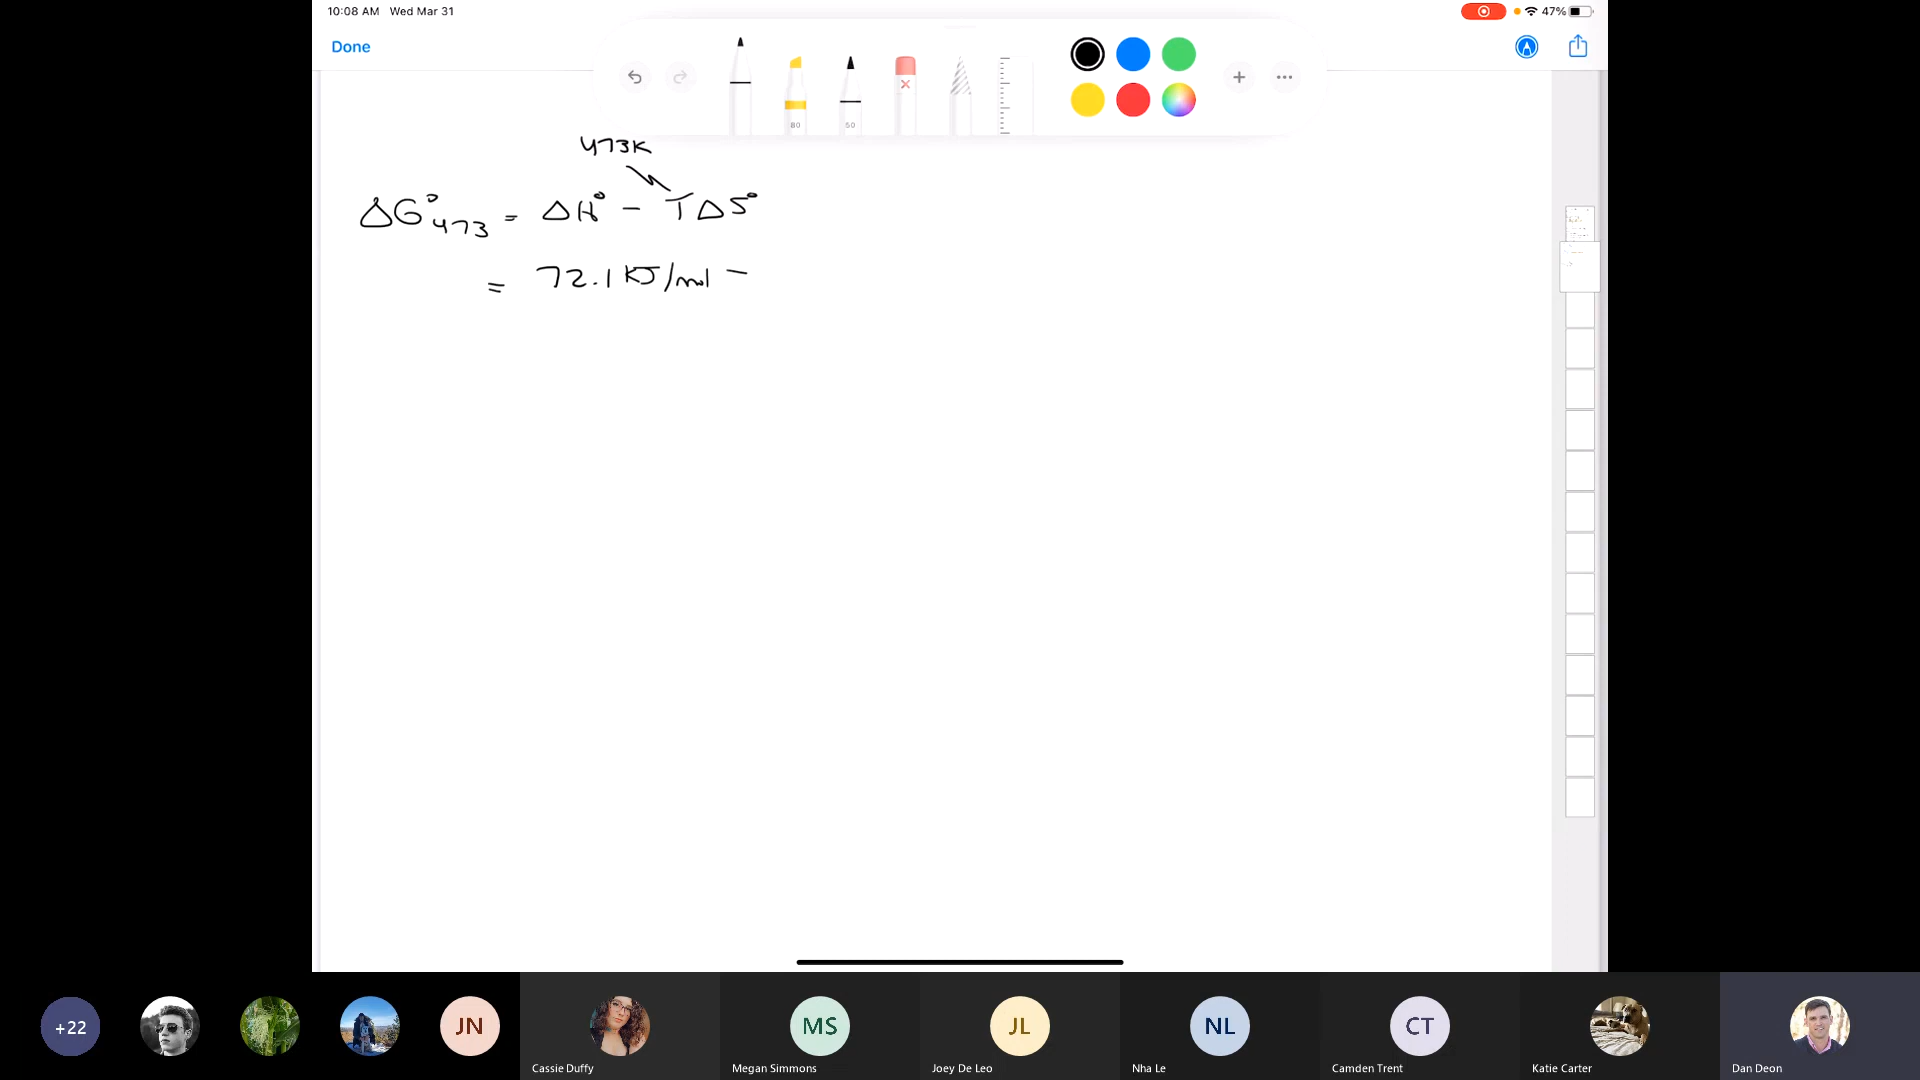 10:08 AM Wed Mar 31
47%
Done
80
50
473K
ΔG°473 = ΔH° - TΔS°
= 72.1 KJ/mol -
+22
JN
MS
JL
NL
CT
Cassie Duffy
Megan Simmons
Joey De Leo
Nha Le
Camden Trent
Katie Carter
Dan Deon